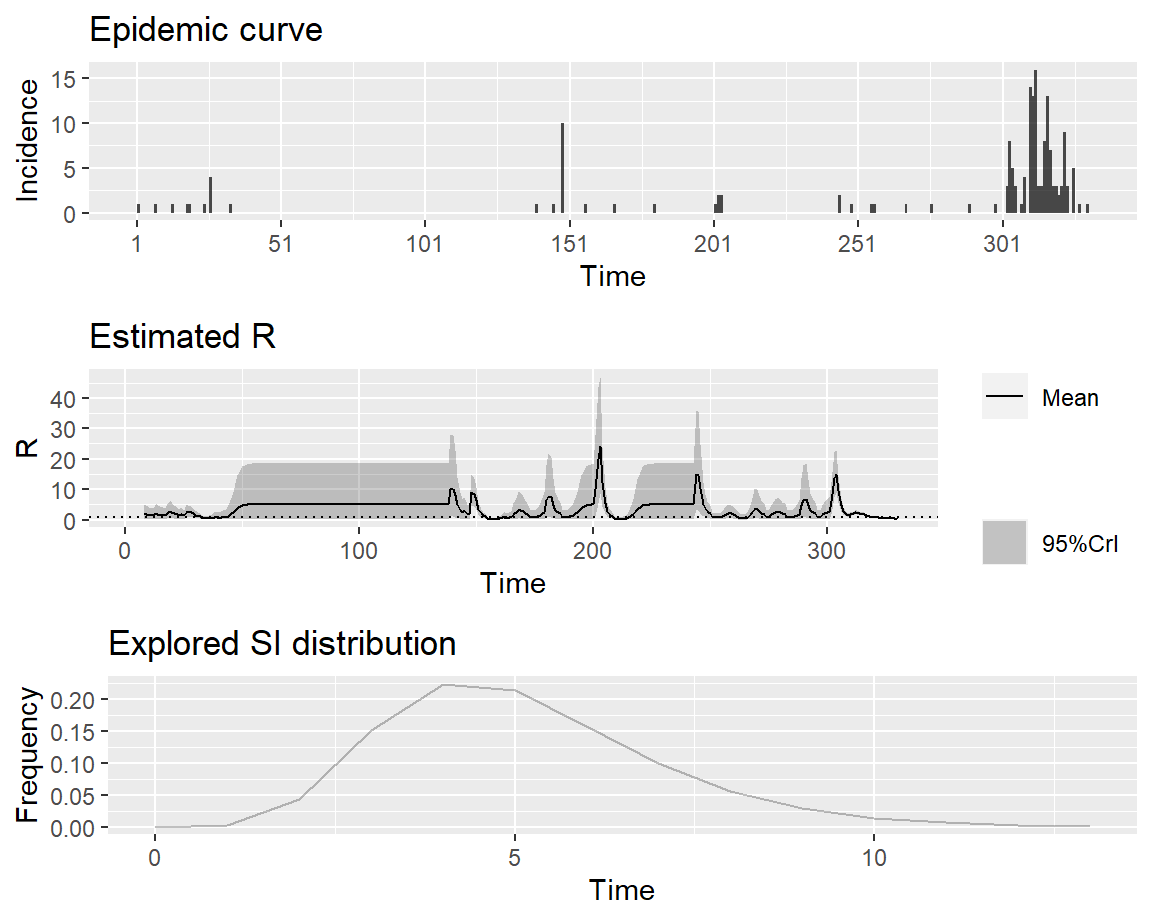 Epidemic curve
Incidence
15
10
5
0
1 51 101 151 201 251 301
Time
Estimated R
R
40
30
20
10
0
0 100 200 300
Time
Mean
95%CrI
Explored SI distribution
Frequency
0.20
0.15
0.10
0.05
0.00
0 5 10
Time